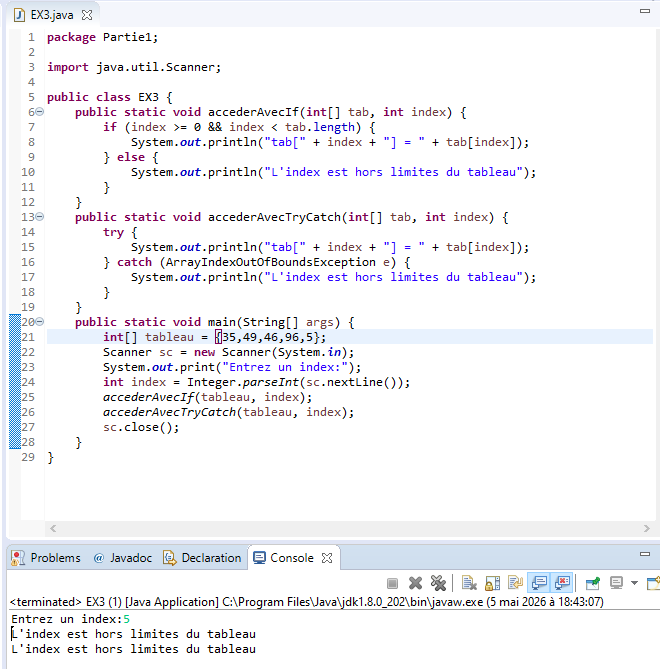 EX3.java
1 package Partie1;
2
3 import java.util.Scanner;
4
5 public class EX3 {
6     public static void accederAvecIf(int[] tab, int index) {
7         if (index >= 0 && index < tab.length) {
8             System.out.println("tab[" + index + "] = " + tab[index]);
9         } else {
10             System.out.println("L'index est hors limites du tableau");
11         }
12     }
13     public static void accederAvecTryCatch(int[] tab, int index) {
14         try {
15             System.out.println("tab[" + index + "] = " + tab[index]);
16         } catch (ArrayIndexOutOfBoundsException e) {
17             System.out.println("L'index est hors limites du tableau");
18         }
19     }
20     public static void main(String[] args) {
21         int[] tableau = {35,49,46,96,5};
22         Scanner sc = new Scanner(System.in);
23         System.out.print("Entrez un index:");
24         int index = Integer.parseInt(sc.nextLine());
25         accederAvecIf(tableau, index);
26         accederAvecTryCatch(tableau, index);
27         sc.close();
28     }
29 }
Problems @ Javadoc Declaration Console
<terminated> EX3 (1) [Java Application] C:\Program Files\Java\jdk1.8.0_202\bin\javaw.exe (5 mai 2026 à 18:43:07)
Entrez un index:5
L'index est hors limites du tableau
L'index est hors limites du tableau